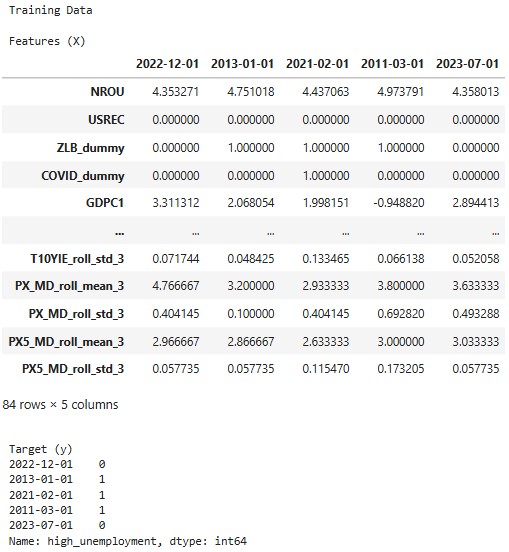 Training Data
Features (X)
2022-12-01 2013-01-01 2021-02-01 2011-03-01 2023-07-01
NROU 4.353271 4.751018 4.437063 4.973791 4.358013
USREC 0.000000 0.000000 0.000000 0.000000 0.000000
ZLB_dummy 0.000000 1.000000 1.000000 1.000000 0.000000
COVID_dummy 0.000000 0.000000 0.000000 0.000000 0.000000
GDPC1 3.311312 2.068054 1.998151 -0.948820 2.894413
... ... ... ... ... ...
T10YIE_roll_std_3 0.071744 0.048425 0.133465 0.066138 0.052058
PX_MD_roll_mean_3 4.766667 3.200000 2.933333 3.800000 3.633333
PX_MD_roll_std_3 0.404145 0.100000 0.404145 0.692820 0.493288
PX5_MD_roll_mean_3 2.966667 2.866667 2.633333 3.000000 3.033333
PX5_MD_roll_std_3 0.057735 0.057735 0.115470 0.173205 0.057735
84 rows × 5 columns
Target (y)
2022-12-01 0
2013-01-01 1
2021-02-01 1
2011-03-01 1
2023-07-01 0
Name: high_unemployment, dtype: int64